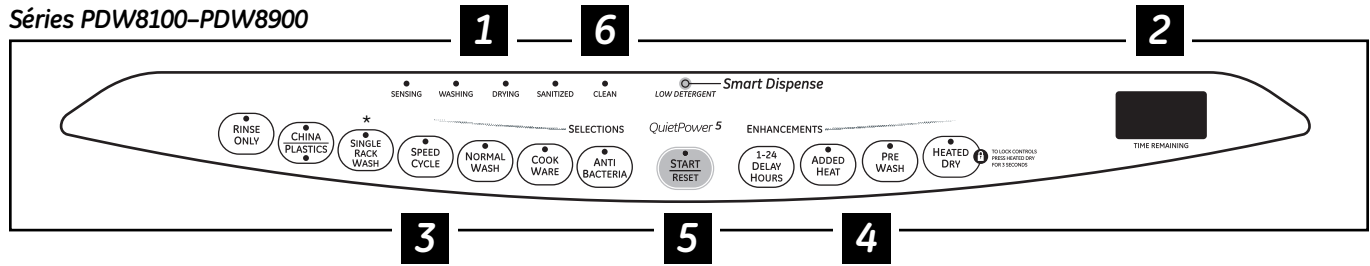 Séries PDW8100–PDW8900
1
6
2
SENSING
WASHING
DRYING
SANITIZED
CLEAN
LOW DETERGENT
Smart Dispense
SELECTIONS
QuietPower 5
ENHANCEMENTS
RINSE
ONLY
CHINA
PLASTICS
*
SINGLE
RACK
WASH
SPEED
CYCLE
NORMAL
WASH
COOK
WARE
ANTI
BACTERIA
START
RESET
1-24
DELAY
HOURS
ADDED
HEAT
PRE
WASH
HEATED
DRY
TO LOCK CONTROLS
PRESS HEATED DRY
FOR 3 SECONDS
TIME REMAINING
3
5
4